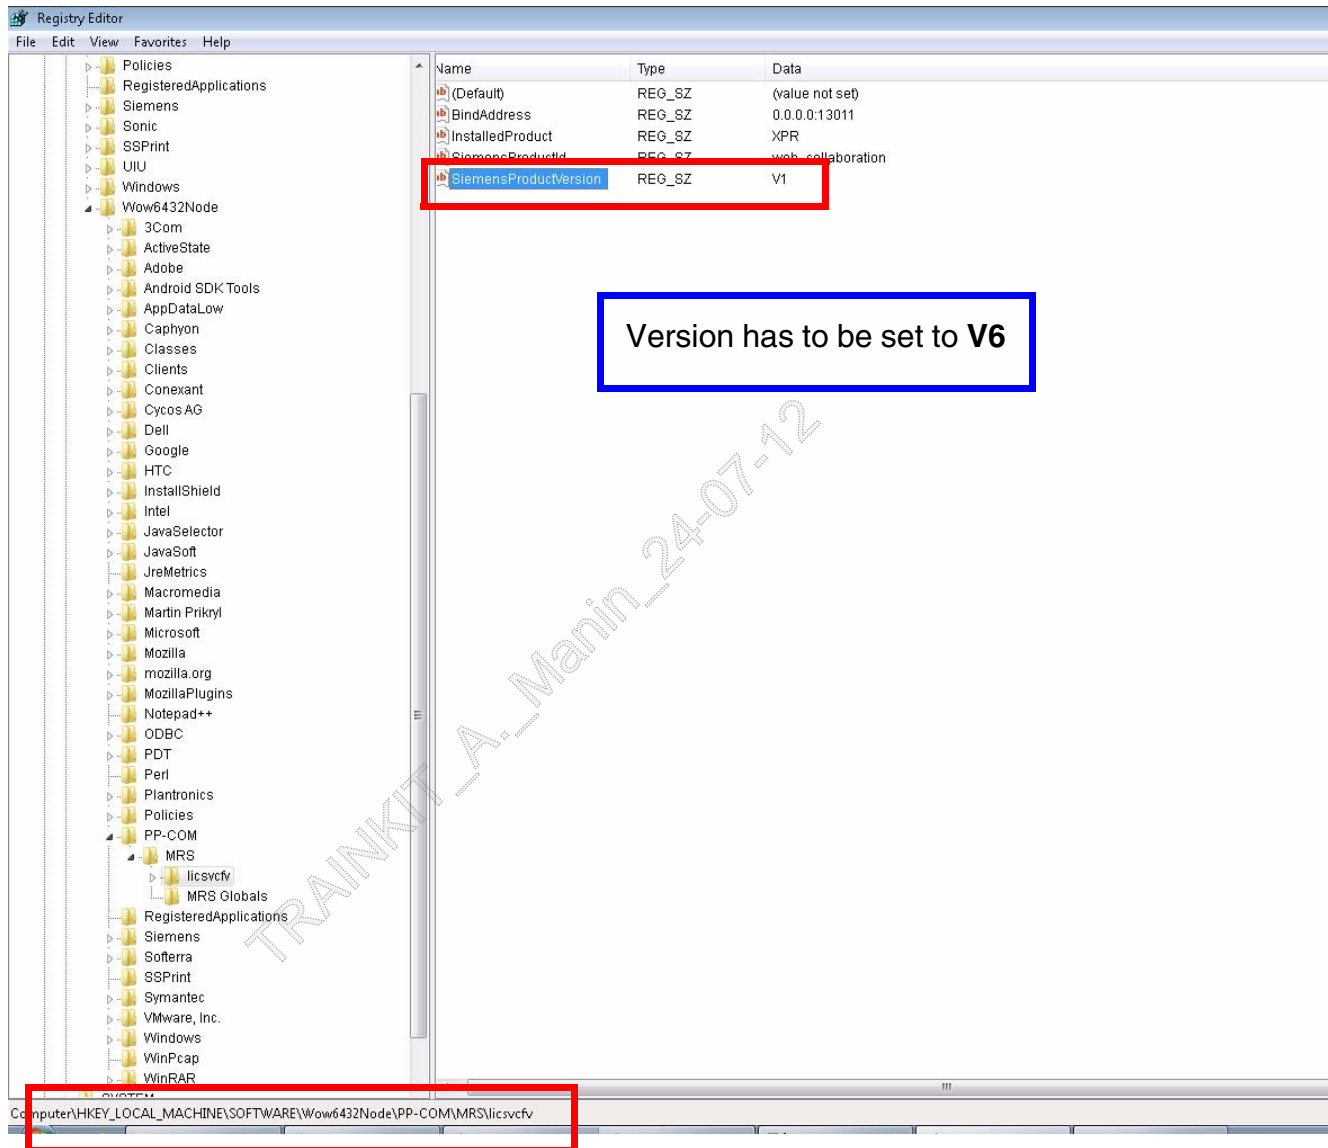 Registry Editor
File Edit View Favorites Help
Policies
RegisteredApplications
Siemens
Sonic
SSPrint
UIU
Windows
Wow6432Node
3Com
ActiveState
Adobe
Android SDK Tools
AppDataLow
Caphyon
Classes
Clients
Conexant
Cycos AG
Dell
Google
HTC
InstallShield
Intel
JavaSelector
JavaSoft
JreMetrics
Macromedia
Martin Prikryl
Microsoft
Mozilla
mozilla.org
MozillaPlugins
Notepad++
ODBC
PDT
Perl
Plantronics
Policies
PP-COM
MRS
licsvcfv
MRS Globals
RegisteredApplications
Siemens
Softerra
SSPrint
Symantec
VMware, Inc.
Windows
WinPcap
WinRAR
SYSTEM
Name Type Data
(Default) REG_SZ (value not set)
BindAddress REG_SZ 0.0.0.0:13011
InstalledProduct REG_SZ XPR
SiemensProductId REG_SZ web_collaboration
SiemensProductVersion REG_SZ V1
Version has to be set to V6
TRAINKIT_A._Manin_24-07-12
Computer\HKEY_LOCAL_MACHINE\SOFTWARE\Wow6432Node\PP-COM\MRS\licsvcfv